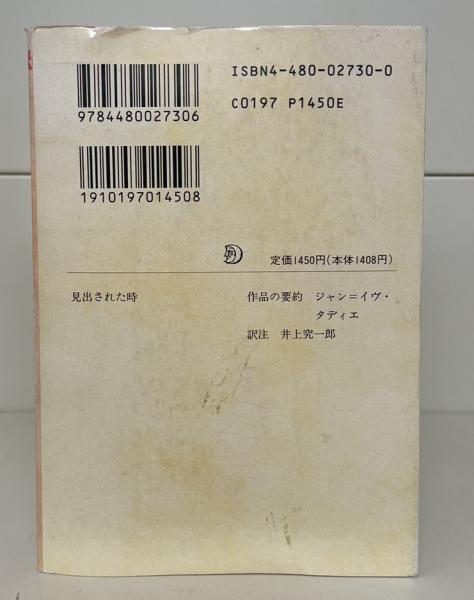 ISBN4-480-02730-0
C0197 P1450E
9784480027306
1910197014508
定価1450円(本体1408円)
見出された時
作品の要約 ジャン=イヴ・
タディエ
訳注 井上究一郎